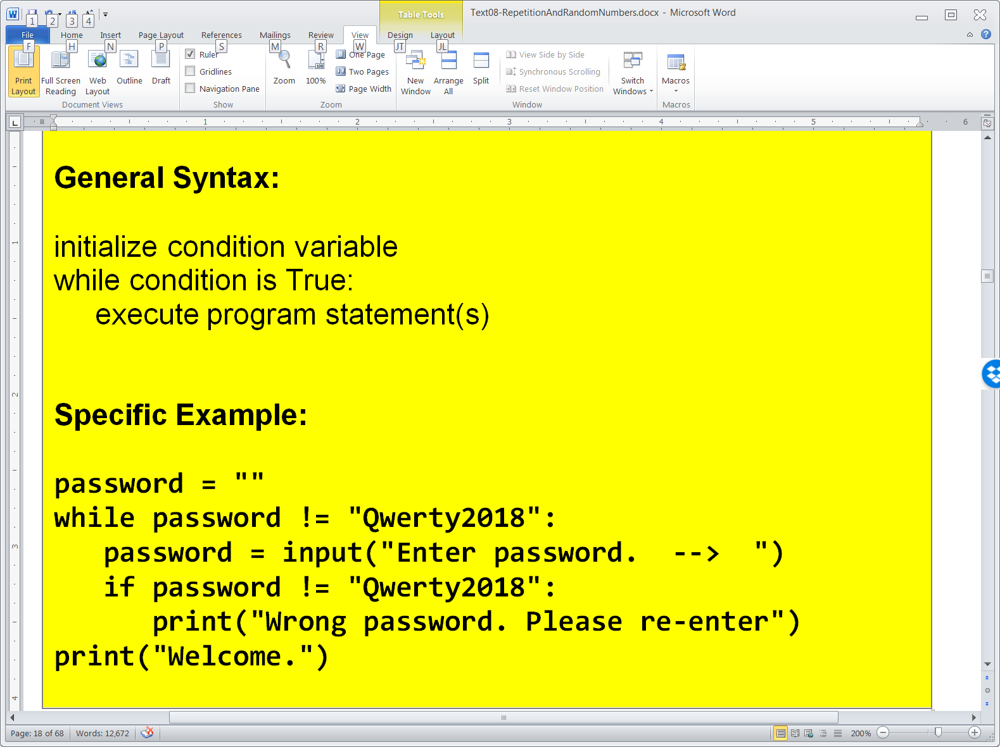 Table Tools
Text08-RepetitionAndRandomNumbers.docx - Microsoft Word
1 2 3 4
File Home Insert Page Layout References Mailings Review View Design Layout
F H N P S M R W JT JL
Print Layout
Full Screen Reading
Web Layout
Outline
Draft
Document Views
Ruler
Gridlines
Navigation Pane
Show
Zoom
100%
One Page
Two Pages
Page Width
Zoom
New Window
Arrange All
Split
View Side by Side
Synchronous Scrolling
Reset Window Position
Window
Switch Windows
Macros
Macros
L
1 2 3 4 5 6
General Syntax:
initialize condition variable
while condition is True:
execute program statement(s)
Specific Example:
password = ""
while password != "Qwerty2018":
password = input("Enter password.  -->  ")
if password != "Qwerty2018":
print("Wrong password. Please re-enter")
print("Welcome.")
1
2
3
4
Page: 18 of 68
Words: 12,672
200%